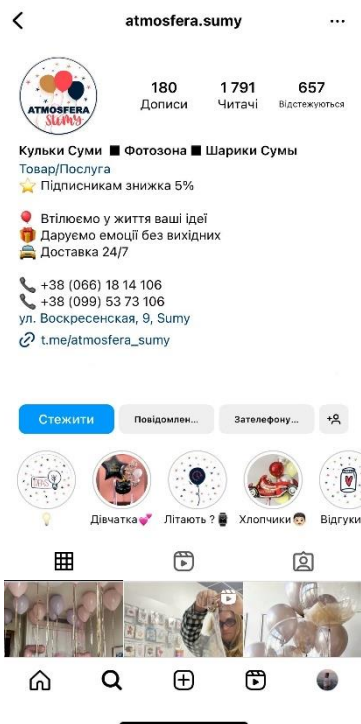 atmosfera.sumy
ATMOSFERA
Sumy
180
Дописи
1 791
Читачі
657
Відстежуються
Кульки Суми ■ Фотозона ■ Шарики Сумы
Товар/Послуга
⭐ Підписникам знижка 5%
🎈 Втілюємо у життя ваші ідеї
🎁 Даруємо емоції без вихідних
🚖 Доставка 24/7
📞 +38 (066) 18 14 106
📞 +38 (099) 53 73 106
ул. Воскресенская, 9, Sumy
t.me/atmosfera_sumy
Стежити
Повідомлен...
Зателефону...
Дівчатка💕
Літають ?
Хлопчики👦🏻
Відгуки